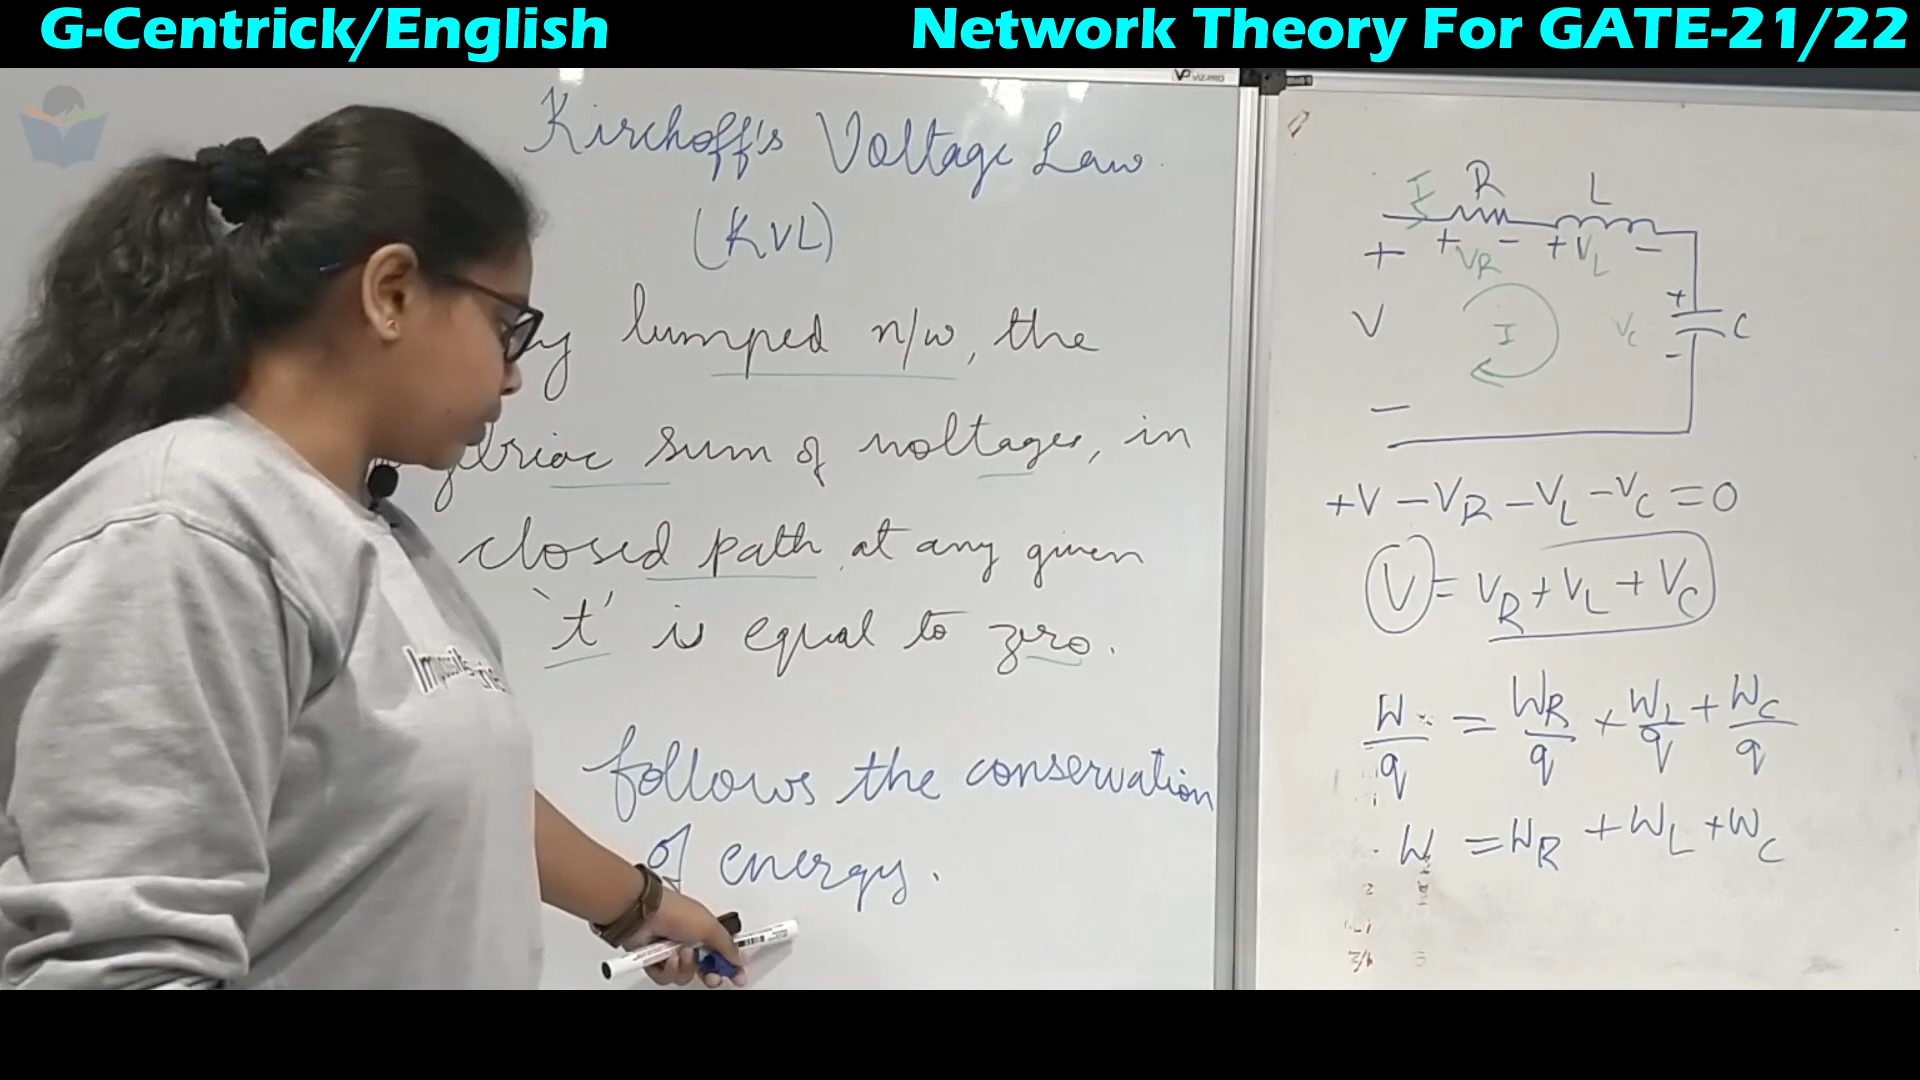 G-Centrick/English
Network Theory For GATE-21/22
VIZ-PRO
Kirchoff's Voltage Law
(KVL)
lumped n/w, the
sum of voltages, in
closed path at any given
't' is equal to zero.
follows the conservation
of energy.
I R L
+ + - + VL -
VR
V I VC + - C
-
+V - VR - VL - VC = 0
V = VR + VL + VC
W/q = WR/q + WL/q + WC/q
W = WR + WL + WC